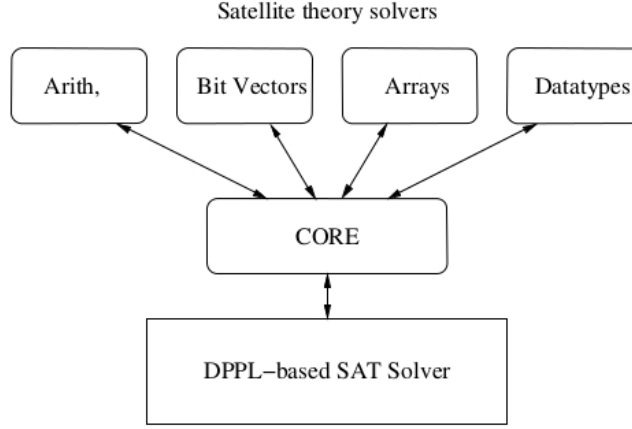 Satellite theory solvers
Arith,
Bit Vectors
Arrays
Datatypes
CORE
DPPL−based SAT Solver